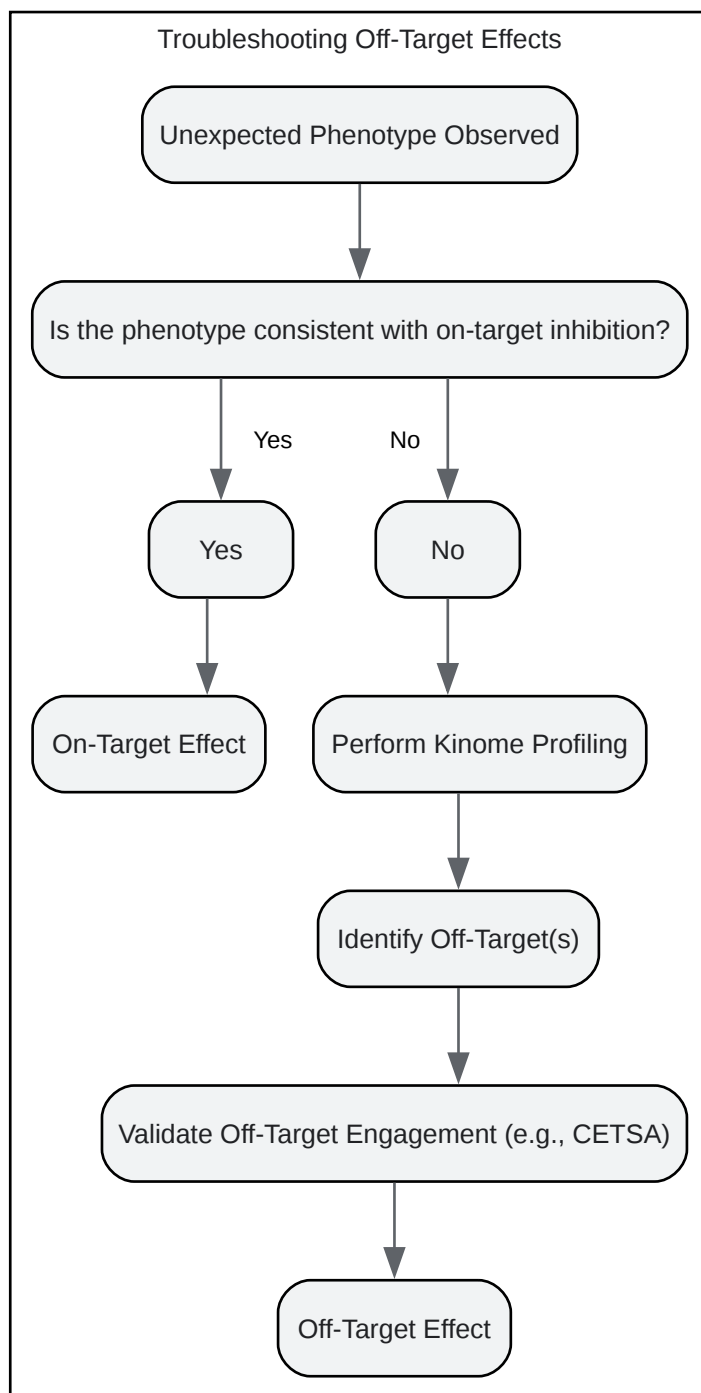 Troubleshooting Off-Target Effects
Unexpected Phenotype Observed
Is the phenotype consistent with on-target inhibition?
Yes
No
Yes
No
On-Target Effect
Perform Kinome Profiling
Identify Off-Target(s)
Validate Off-Target Engagement (e.g., CETSA)
Off-Target Effect